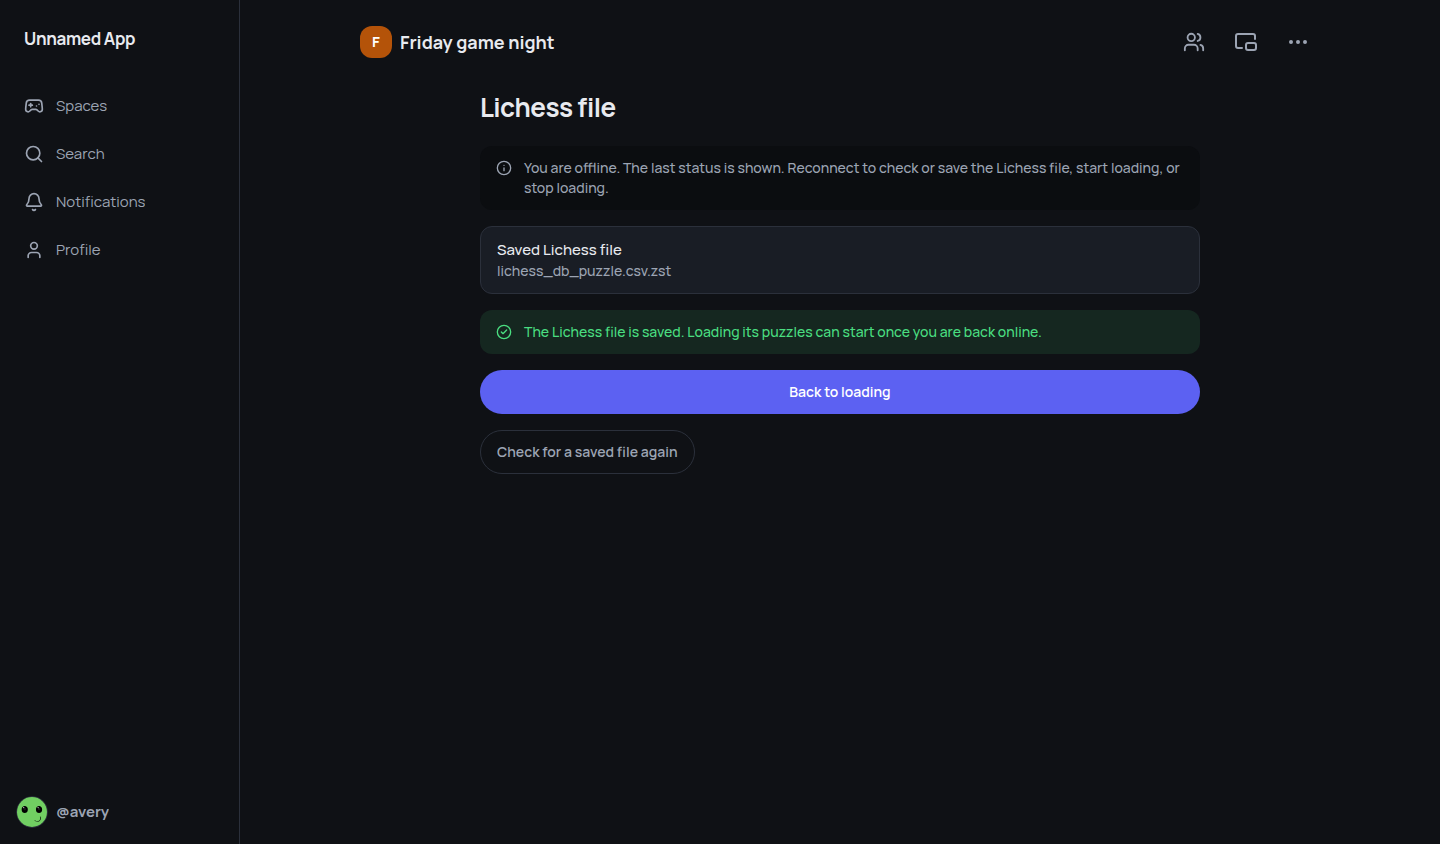 Unnamed App
Spaces
Search
Notifications
Profile
@avery
F
Friday game night
Lichess file
You are offline. The last status is shown. Reconnect to check or save the Lichess file, start loading, or
stop loading.
Saved Lichess file
lichess_db_puzzle.csv.zst
The Lichess file is saved. Loading its puzzles can start once you are back online.
Back to loading
Check for a saved file again